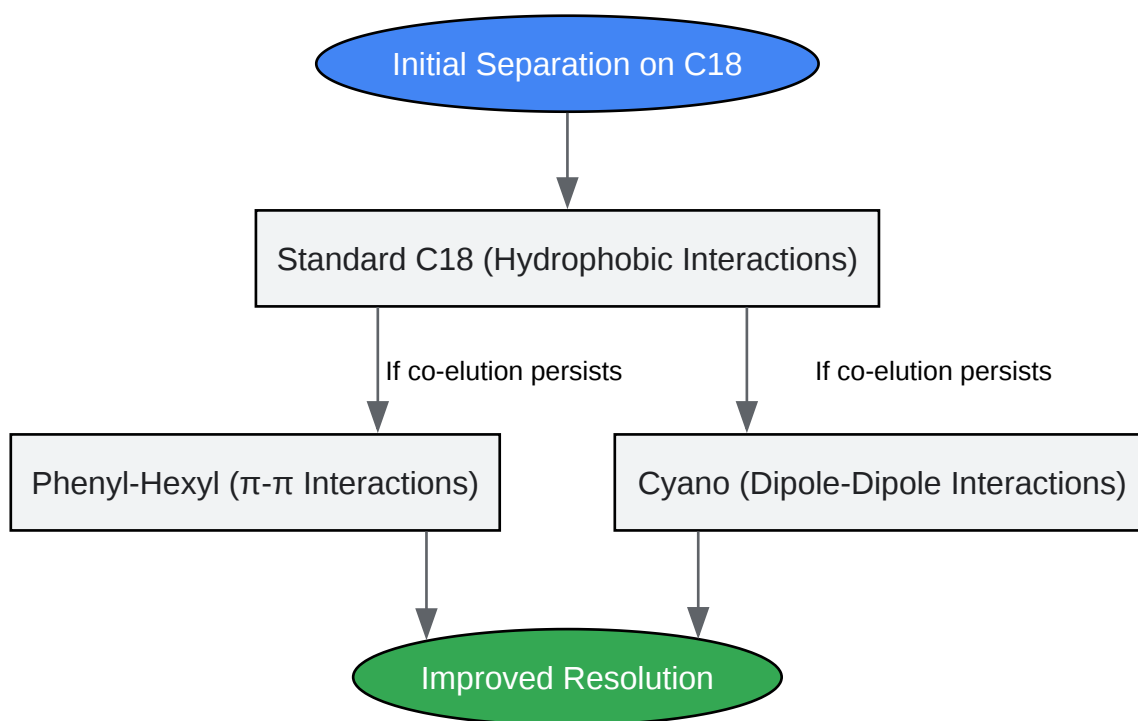 Initial Separation on C18
Standard C18 (Hydrophobic Interactions)
If co-elution persists
If co-elution persists
Phenyl-Hexyl (π-π Interactions)
Cyano (Dipole-Dipole Interactions)
Improved Resolution